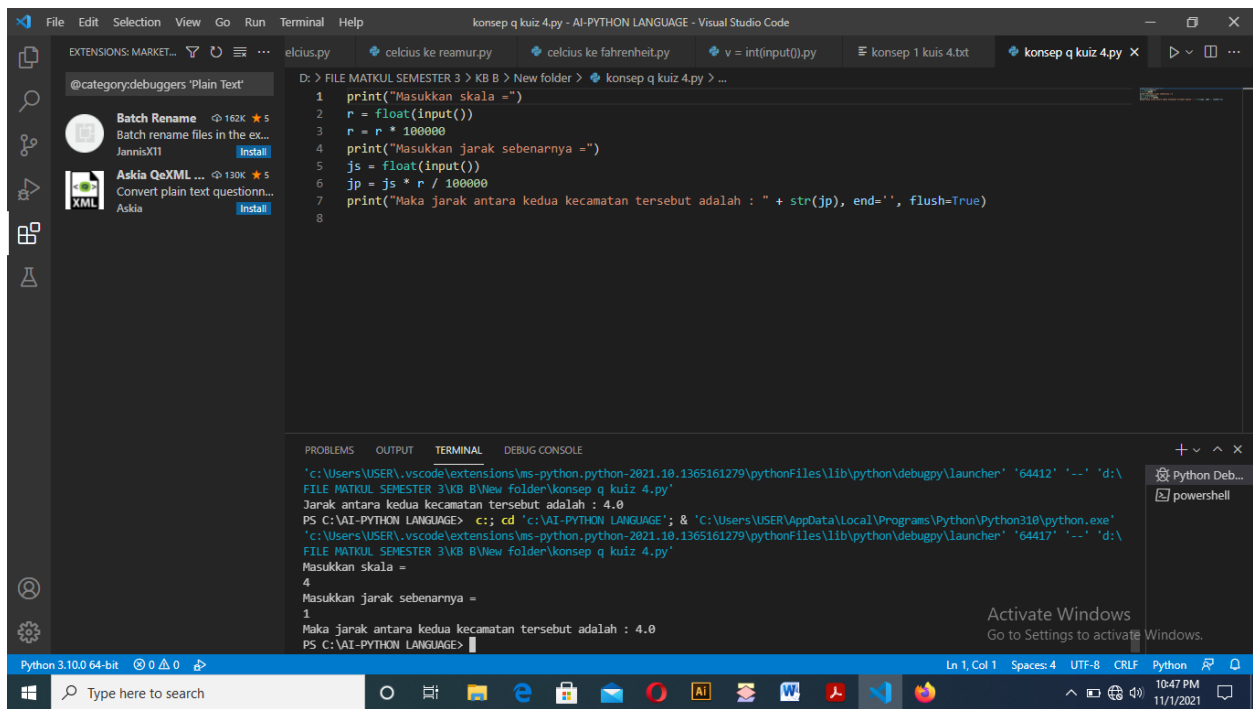 File Edit Selection View Go Run Terminal Help konsep q kuiz 4.py - AI-PYTHON LANGUAGE - Visual Studio Code
EXTENSIONS: MARKET...
elcius.py celcius ke reamur.py celcius ke fahrenheit.py v = int(input()).py konsep 1 kuis 4.txt konsep q kuiz 4.py
@category:debuggers 'Plain Text'
Batch Rename 162K ★ 5
Batch rename files in the ex...
JannisX11 Install
Askia QeXML ... 130K ★ 5
Convert plain text questionn...
Askia Install
XML
D: > FILE MATKUL SEMESTER 3 > KB B > New folder > konsep q kuiz 4.py > ...
1 print("Masukkan skala =")
2 r = float(input())
3 r = r * 100000
4 print("Masukkan jarak sebenarnya =")
5 js = float(input())
6 jp = js * r / 100000
7 print("Maka jarak antara kedua kecamatan tersebut adalah : " + str(jp), end='', flush=True)
8
PROBLEMS OUTPUT TERMINAL DEBUG CONSOLE
'c:\Users\USER\.vscode\extensions\ms-python.python-2021.10.1365161279\pythonFiles\lib\python\debugpy\launcher' '64412' '--' 'd:\
FILE MATKUL SEMESTER 3\KB B\New folder\konsep q kuiz 4.py'
Jarak antara kedua kecamatan tersebut adalah : 4.0
PS C:\AI-PYTHON LANGUAGE> c:; cd 'c:\AI-PYTHON LANGUAGE'; & 'C:\Users\USER\AppData\Local\Programs\Python\Python310\python.exe'
'c:\Users\USER\.vscode\extensions\ms-python.python-2021.10.1365161279\pythonFiles\lib\python\debugpy\launcher' '64417' '--' 'd:\
FILE MATKUL SEMESTER 3\KB B\New folder\konsep q kuiz 4.py'
Masukkan skala =
4
Masukkan jarak sebenarnya =
1
Maka jarak antara kedua kecamatan tersebut adalah : 4.0
PS C:\AI-PYTHON LANGUAGE>
Python Deb...
powershell
Activate Windows
Go to Settings to activate Windows.
Python 3.10.0 64-bit 0 0 Ln 1, Col 1 Spaces: 4 UTF-8 CRLF Python
Type here to search
Ai
W
10:47 PM
11/1/2021